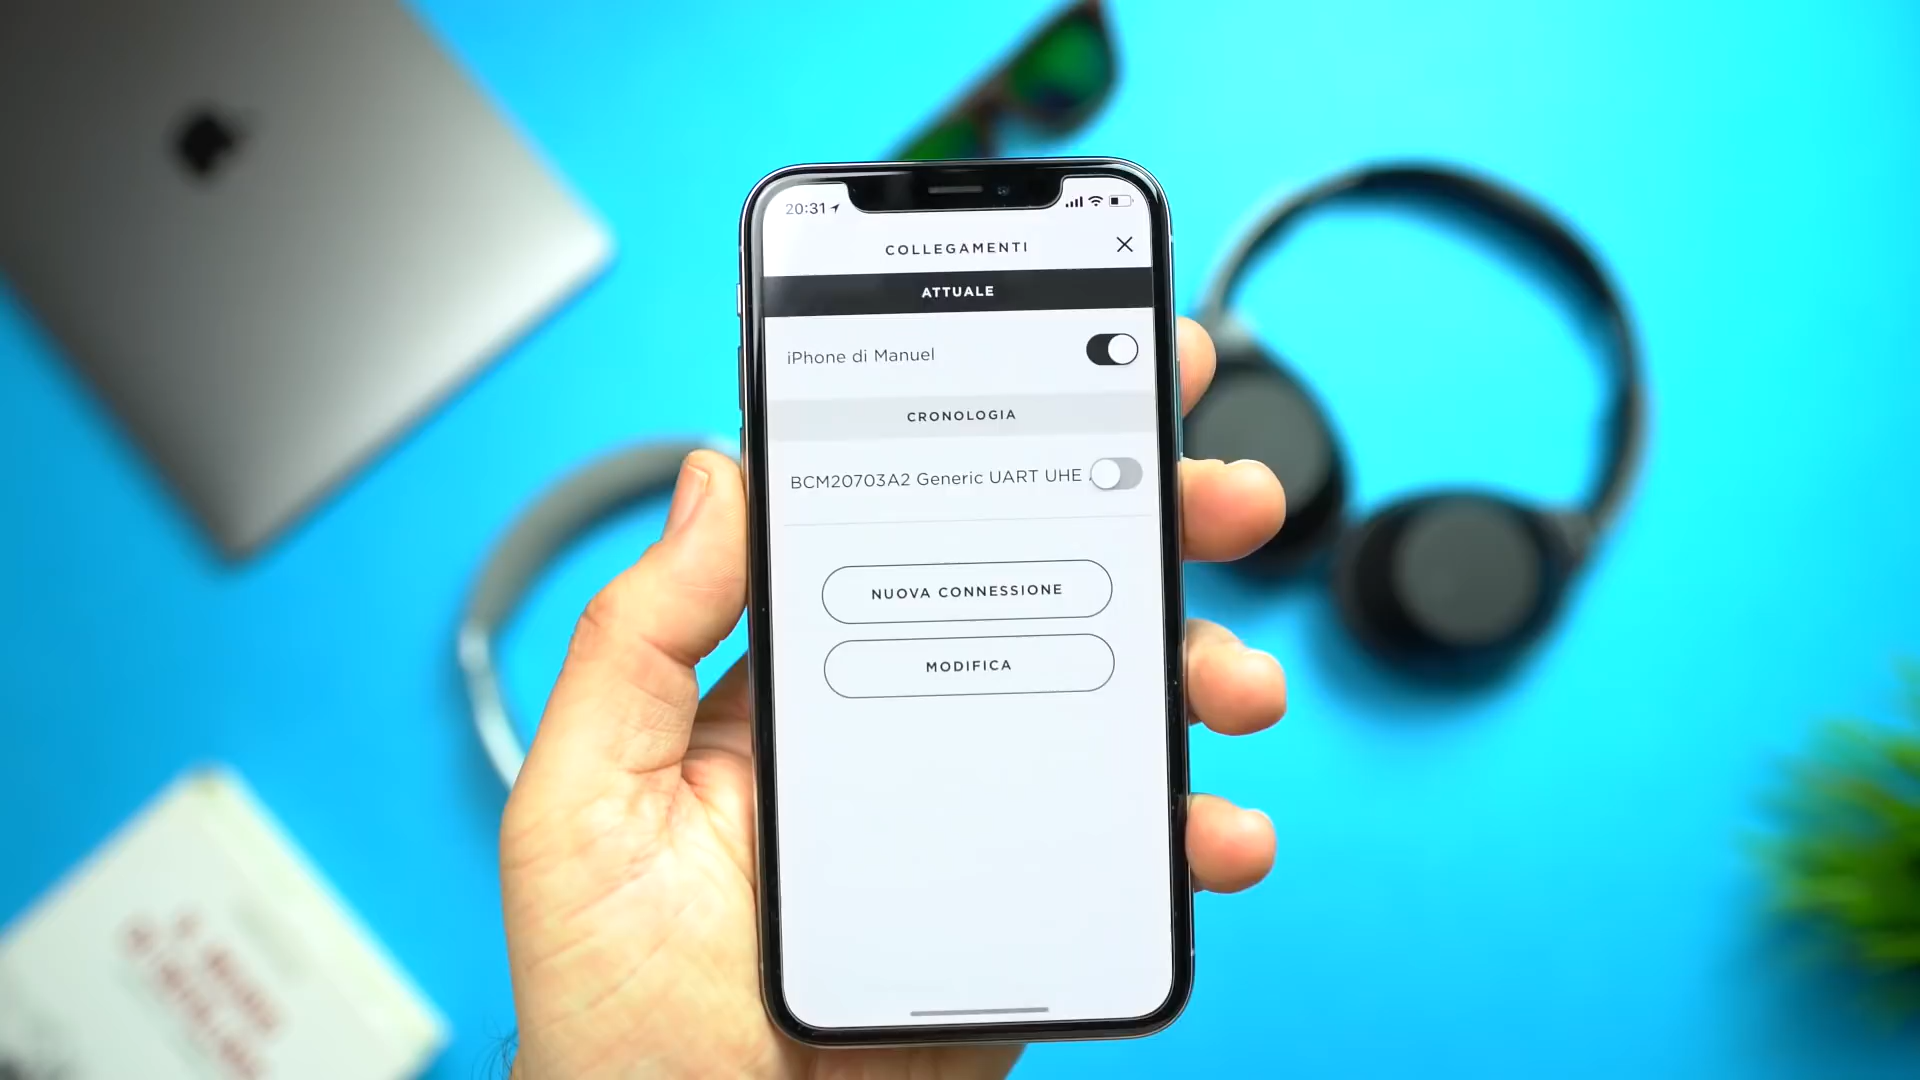 20:31
COLLEGAMENTI
ATTUALE
iPhone di Manuel
CRONOLOGIA
BCM20703A2 Generic UART UHE
NUOVA CONNESSIONE
MODIFICA